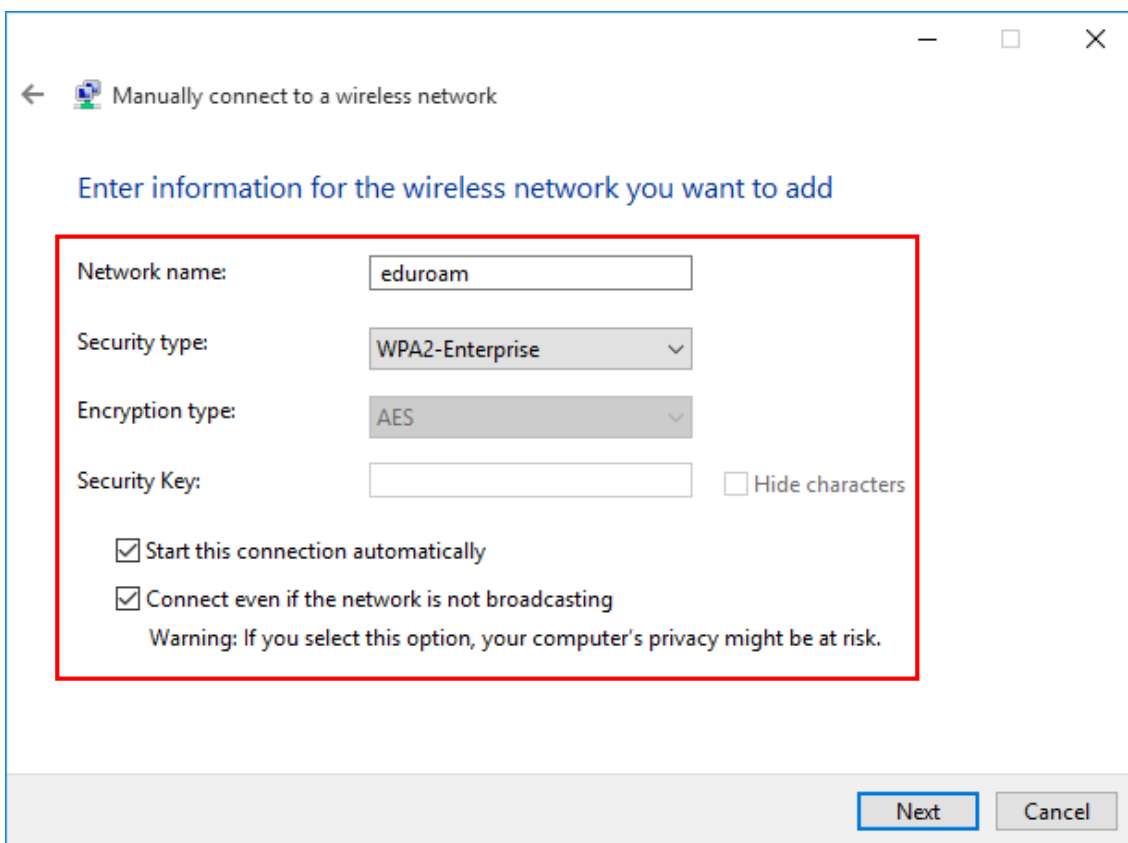 Manually connect to a wireless network
Enter information for the wireless network you want to add
Network name: eduroam
Security type: WPA2-Enterprise
Encryption type: AES
Security Key: Hide characters
Start this connection automatically
Connect even if the network is not broadcasting
Warning: If you select this option, your computer's privacy might be at risk.
Next Cancel